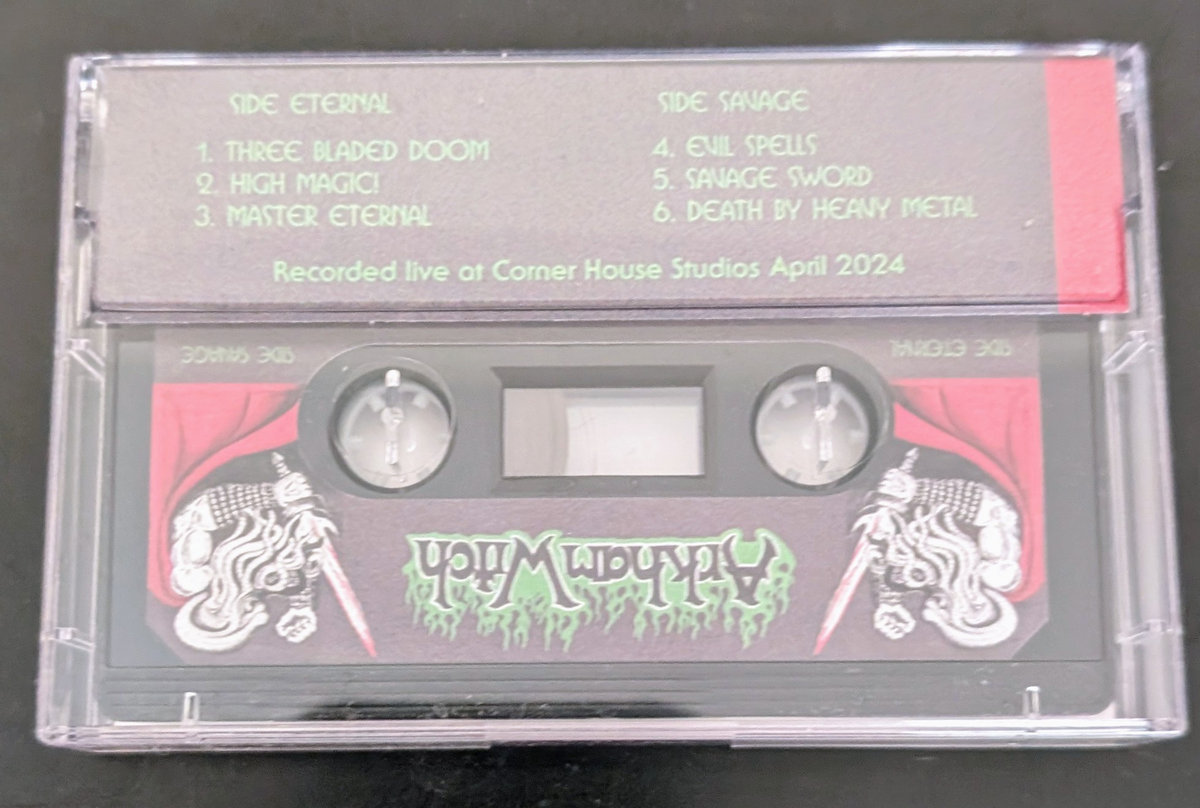 SIDE ETERNAL
1. THREE BLADED DOOM
2. HIGH MAGIC!
3. MASTER ETERNAL
SIDE SAVAGE
4. EVIL SPELLS
5. SAVAGE SWORD
6. DEATH BY HEAVY METAL
Recorded live at Corner House Studios April 2024
SIDE SAVAGE
SIDE ETERNAL
Arkham Witch